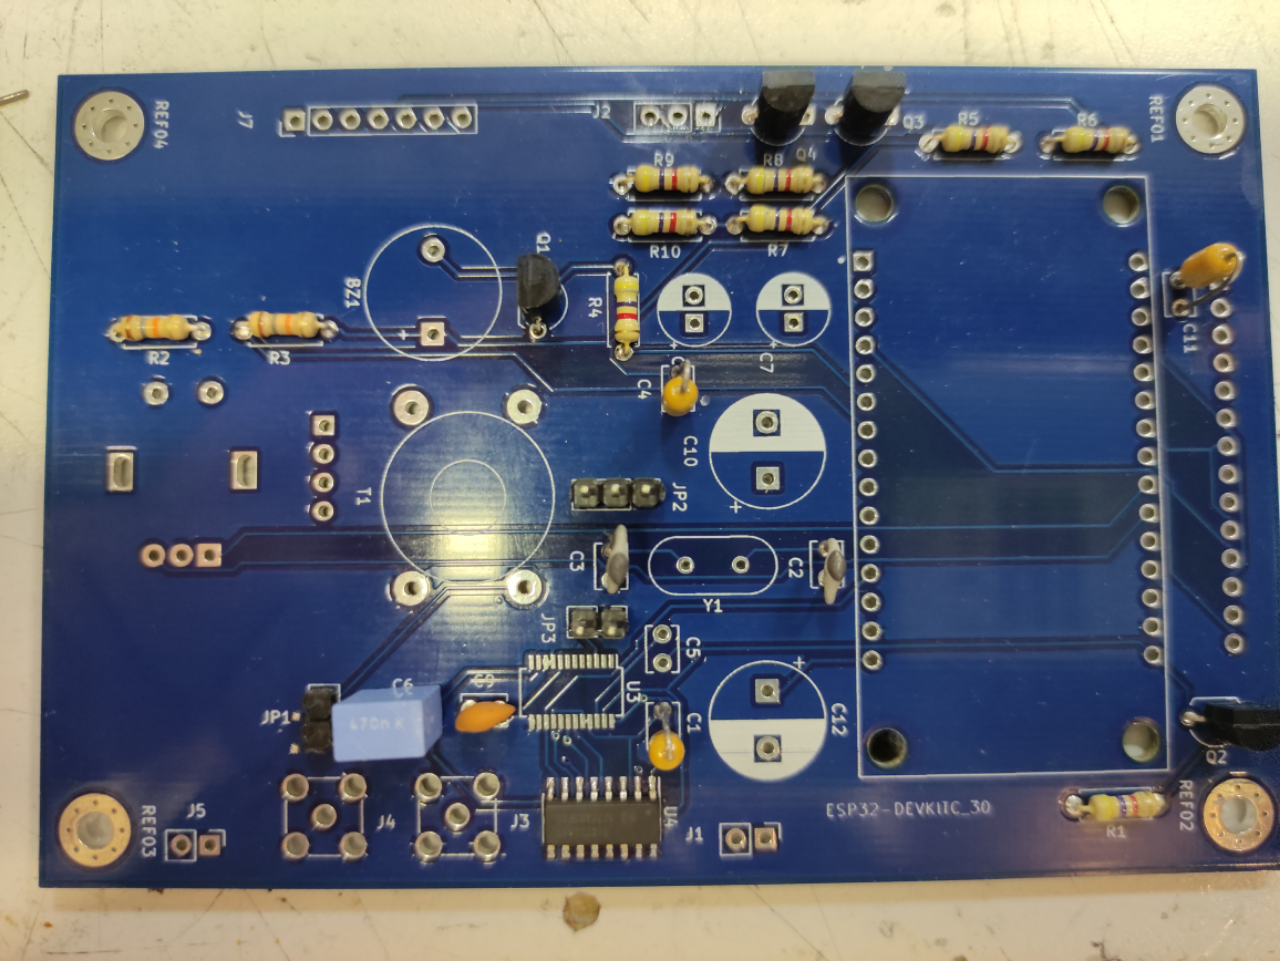 REF04
J7
J2
Q3
R5
R6
REF01
R9
R8
Q4
R10
R7
Q1
BZ1
+
R4
R2
R3
+
C7
+
C11
C4
C10
+
T1
JP2
C3
Y1
C2
JP3
C5
U3
C6
C9
JP1
470n K
C1
+
C12
Q2
REF03
J5
J4
J3
U4
J1
ESP32-DEVKITC_30
R1
REF02